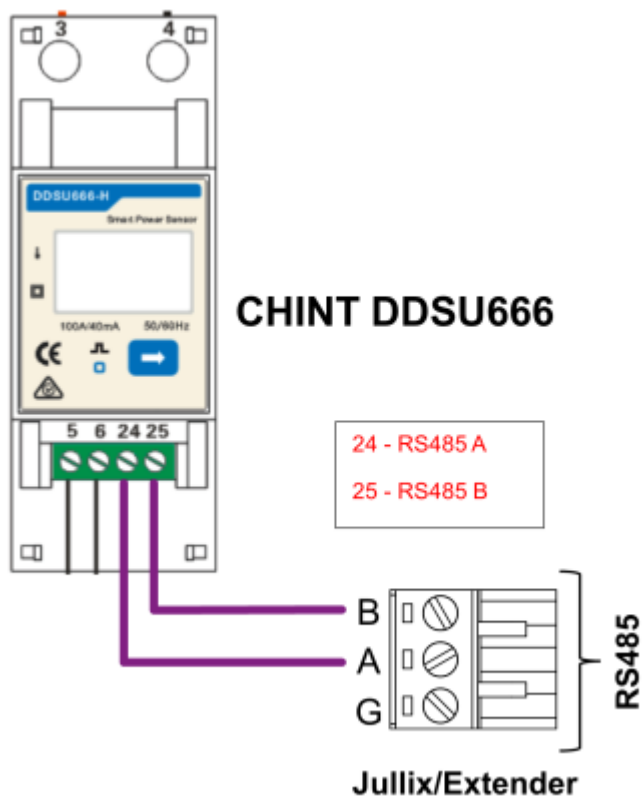 3 4
DDSU666-H
Smart Power Sensor
100A/40mA 50/60Hz
CE
5 6 24 25
CHINT DDSU666
24 - RS485 A
25 - RS485 B
B
A
G
RS485
Jullix/Extender